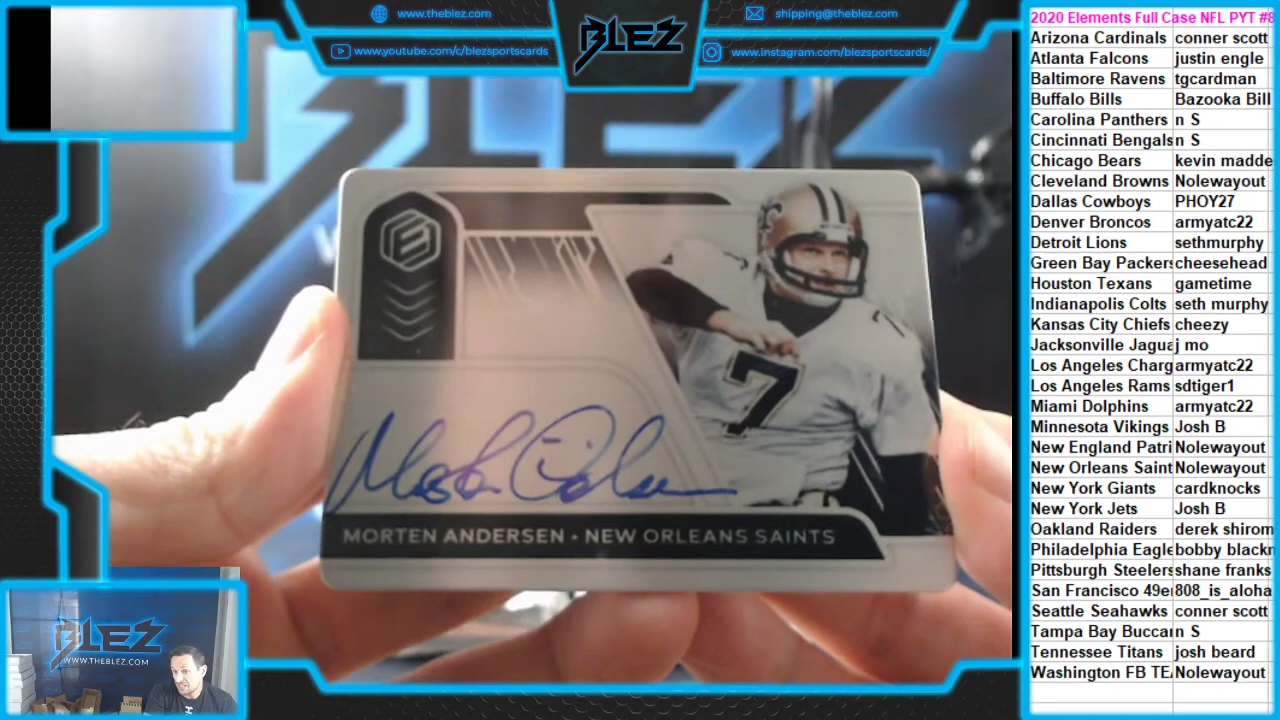 www.theblez.com
www.youtube.com/c/blezsportscards
BLEZ
shipping@theblez.com
www.instagram.com/blezsportscards/
BLEZ
7
Morten Andersen
MORTEN ANDERSEN • NEW ORLEANS SAINTS
BLEZ
WWW.THEBLEZ.COM
2020 Elements Full Case NFL PYT #8
Arizona Cardinals conner scott
Atlanta Falcons justin engle
Baltimore Ravens tgcardman
Buffalo Bills Bazooka Bill
Carolina Panthers n S
Cincinnati Bengals n S
Chicago Bears kevin madde
Cleveland Browns Nolewayout
Dallas Cowboys PHOY27
Denver Broncos armyatc22
Detroit Lions sethmurphy
Green Bay Packers cheesehead
Houston Texans gametime
Indianapolis Colts seth murphy
Kansas City Chiefs cheezy
Jacksonville Jagua j mo
Los Angeles Charg armyatc22
Los Angeles Rams sdtiger1
Miami Dolphins armyatc22
Minnesota Vikings Josh B
New England Patri Nolewayout
New Orleans Saint Nolewayout
New York Giants cardknocks
New York Jets Josh B
Oakland Raiders derek shirom
Philadelphia Eagle bobby blackn
Pittsburgh Steelers shane franks
San Francisco 49e 808_is_aloha
Seattle Seahawks conner scott
Tampa Bay Buccan n S
Tennessee Titans josh beard
Washington FB TEA Nolewayout